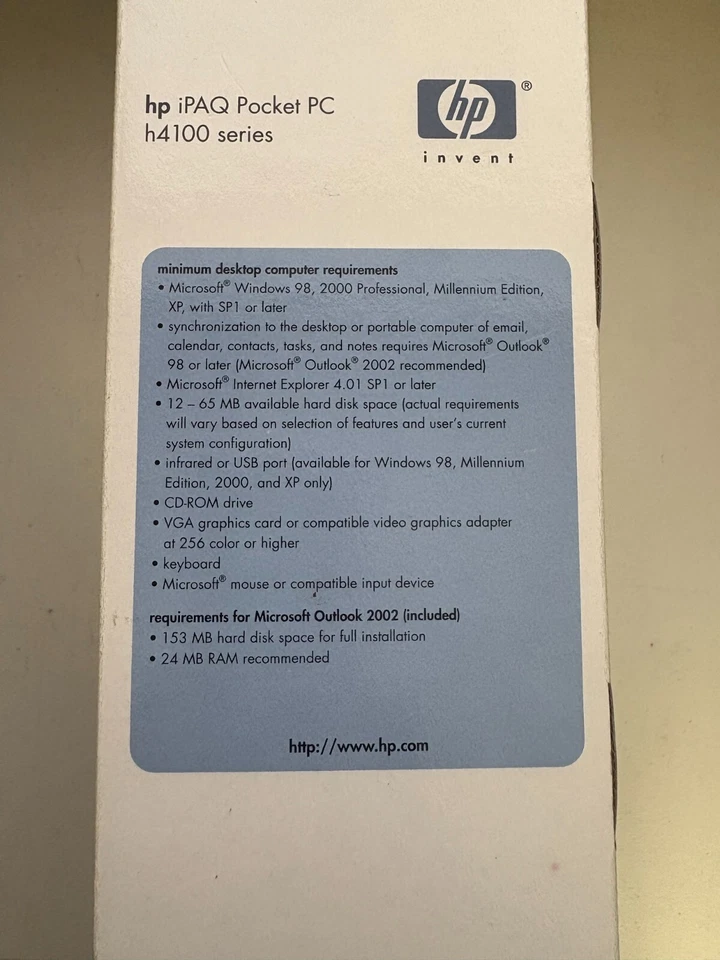 hp iPAQ Pocket PC
h4100 series
hp ®
invent
minimum desktop computer requirements
• Microsoft® Windows 98, 2000 Professional, Millennium Edition,
XP, with SP1 or later
• synchronization to the desktop or portable computer of email,
calendar, contacts, tasks, and notes requires Microsoft® Outlook®
98 or later (Microsoft® Outlook® 2002 recommended)
• Microsoft® Internet Explorer 4.01 SP1 or later
• 12 – 65 MB available hard disk space (actual requirements
will vary based on selection of features and user's current
system configuration)
• infrared or USB port (available for Windows 98, Millennium
Edition, 2000, and XP only)
• CD-ROM drive
• VGA graphics card or compatible video graphics adapter
at 256 color or higher
• keyboard
• Microsoft® mouse or compatible input device
requirements for Microsoft Outlook 2002 (included)
• 153 MB hard disk space for full installation
• 24 MB RAM recommended
http://www.hp.com